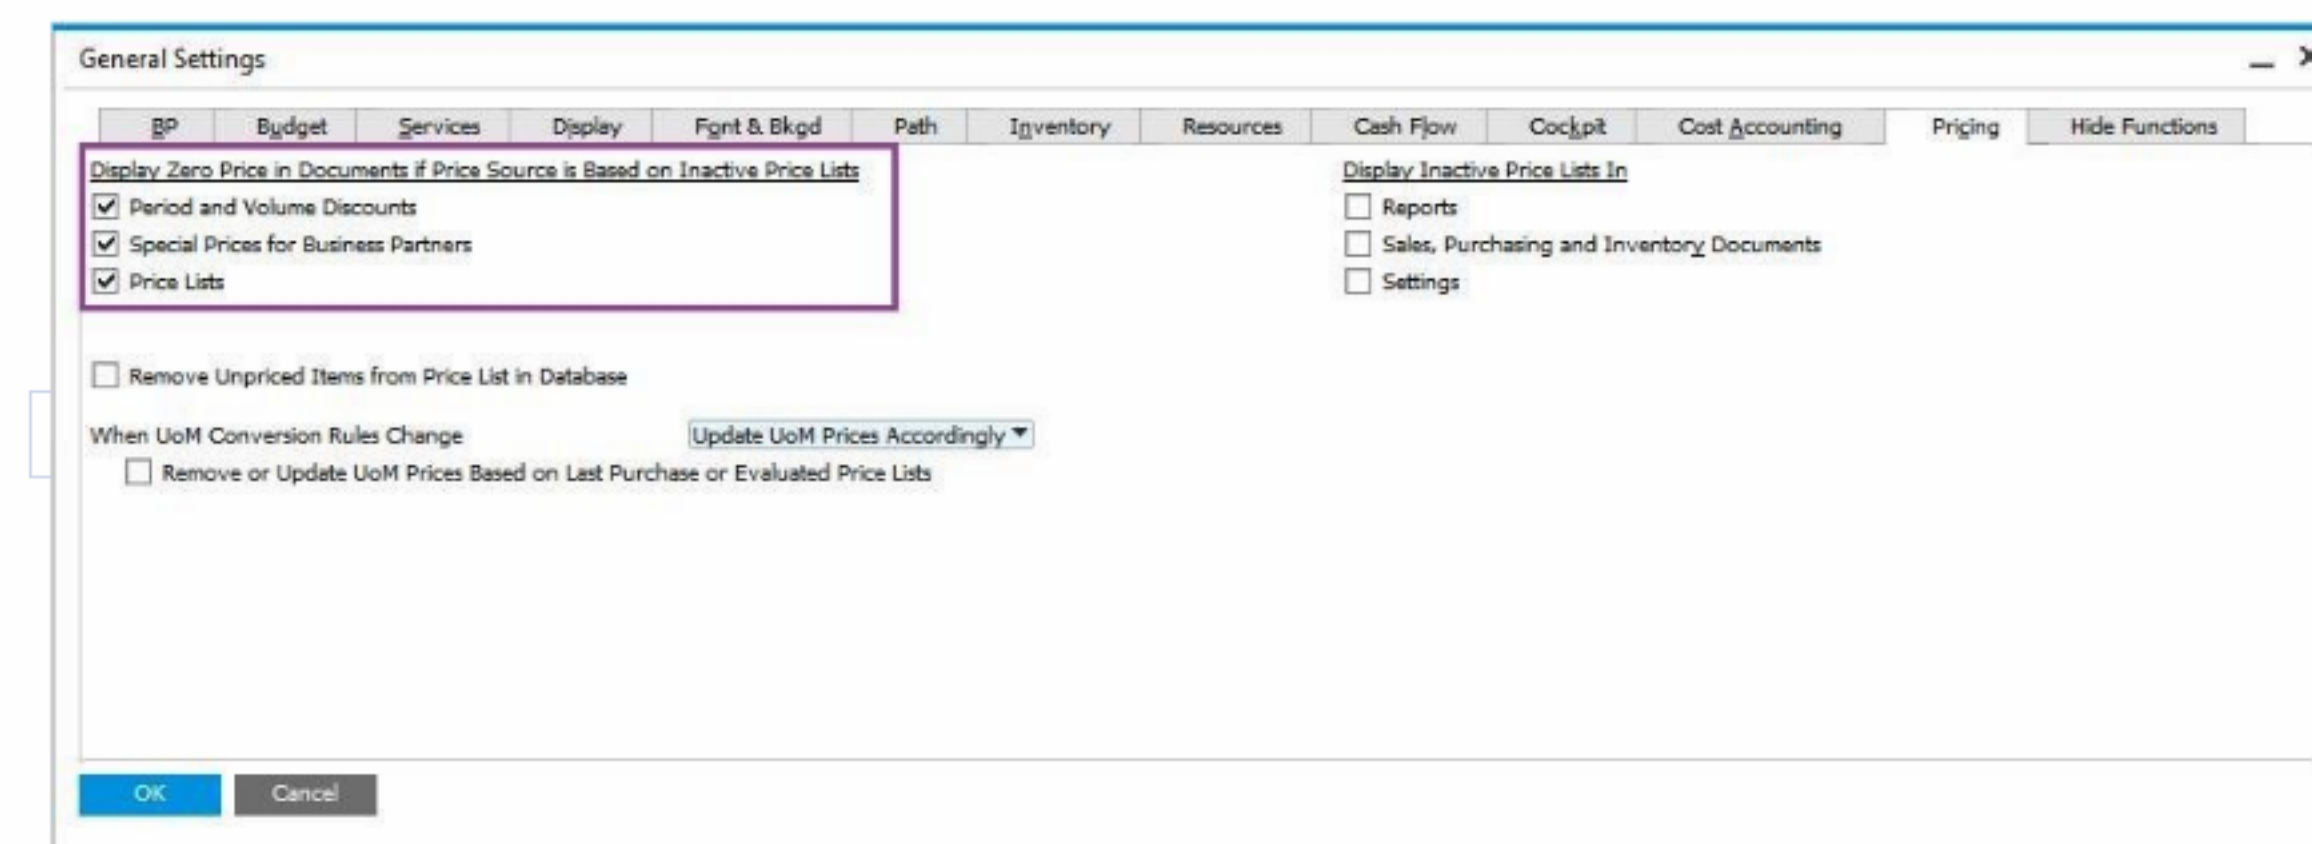 General Settings
BP Budget Services Display Font & Bkgd Path Inventory Resources Cash Flow Cockpit Cost Accounting Pricing Hide Functions
Display Zero Price in Documents if Price Source is Based on Inactive Price Lists
Period and Volume Discounts
Special Prices for Business Partners
Price Lists
Display Inactive Price Lists In
Reports
Sales, Purchasing and Inventory Documents
Settings
Remove Unpriced Items from Price List in Database
When UoM Conversion Rules Change Update UoM Prices Accordingly
Remove or Update UoM Prices Based on Last Purchase or Evaluated Price Lists
OK Cancel